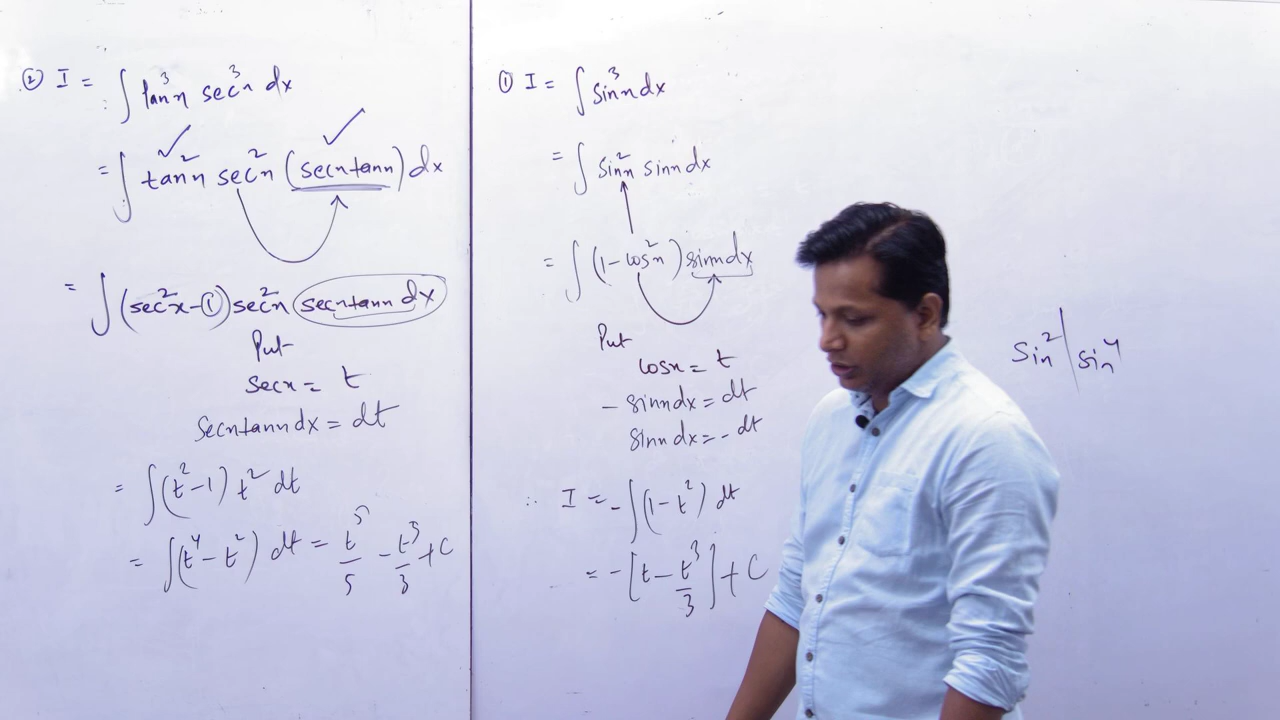 ② I = ∫ tan³x sec³x dx
= ∫ tan²x sec²x (secx tanx) dx
= ∫ (sec²x-1) sec²x (secx tanx dx)
Put
secx = t
secx tanx dx = dt
= ∫ (t²-1) t² dt
= ∫ (t⁴-t²) dt = t⁵/5 - t³/3 + C
① I = ∫ sin³x dx
= ∫ sin²x sinx dx
= ∫ (1-cos²x) sinx dx
Put
cosx = t
- sinx dx = dt
sinx dx = - dt
∴ I = - ∫ (1-t²) dt
= - [t - t³/3] + C
sin²x | sin⁴x